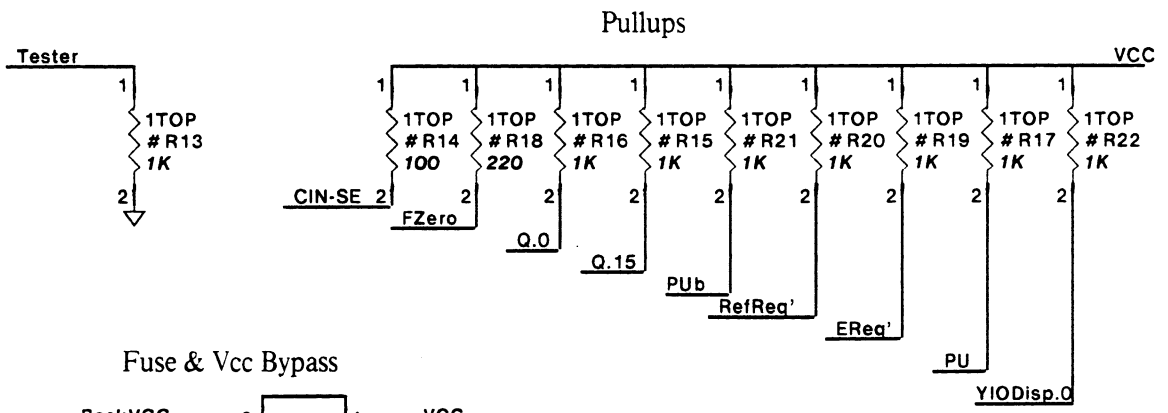 Pullups
Tester
VCC
1 1 1 1 1 1 1 1 1 1
1TOP 1TOP 1TOP 1TOP 1TOP 1TOP 1TOP 1TOP 1TOP 1TOP
#R13 #R14 #R18 #R16 #R15 #R21 #R20 #R19 #R17 #R22
1K 100 220 1K 1K 1K 1K 1K 1K 1K
2 CIN-SE 2 2 2 2 2 2 2 2 2
FZero
Q.0
Q.15
PUb
RefReq'
EReq'
PU
YIODisp.0
Fuse & Vcc Bypass